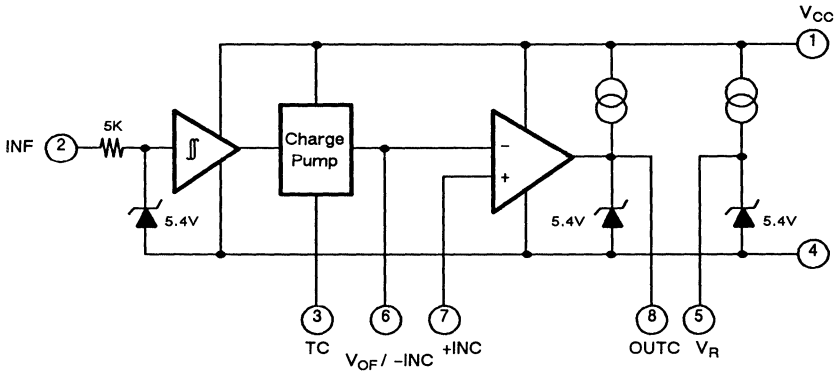 VCC
1
5K
INF
2
Charge
Pump
−
+
5.4V
5.4V
5.4V
4
3
6
7
8
5
TC
VOF / -INC
+INC
OUTC
VR